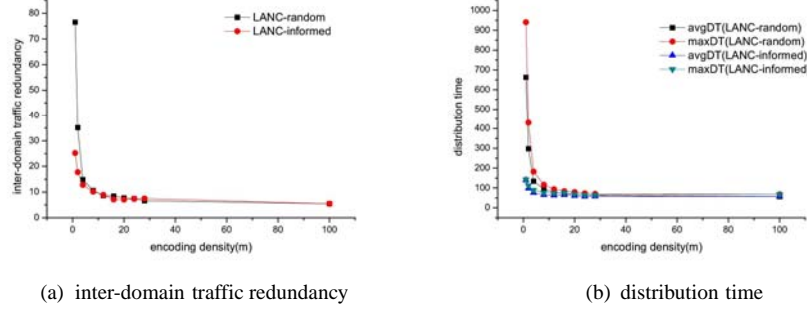 80
70
60
50
40
30
20
10
0
inter-domain traffic redundancy
LANC-random
LANC-informed
0
20
40
60
80
100
encoding density(m)
(a) inter-domain traffic redundancy
1000
900
800
700
600
500
400
300
200
100
0
distribution time
avgDT(LANC-random)
maxDT(LANC-random)
avgDT(LANC-informed)
maxDT(LANC-informed
0
20
40
60
80
100
encoding density(m)
(b) distribution time